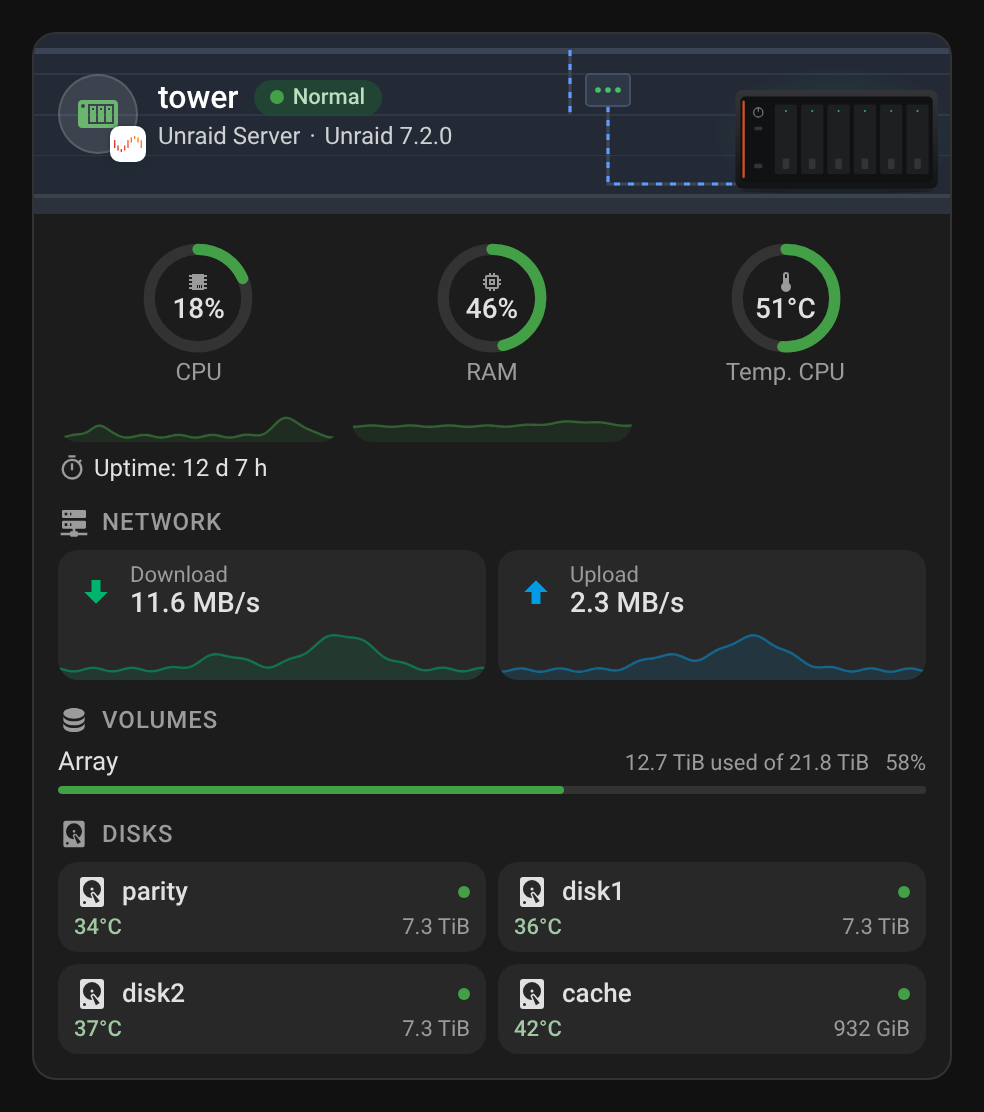 tower
Normal
Unraid Server · Unraid 7.2.0
18%
46%
51°C
CPU
RAM
Temp. CPU
Uptime: 12 d 7 h
NETWORK
Download
11.6 MB/s
Upload
2.3 MB/s
VOLUMES
Array
12.7 TiB used of 21.8 TiB 58%
DISKS
parity
34°C
7.3 TiB
disk1
36°C
7.3 TiB
disk2
37°C
7.3 TiB
cache
42°C
932 GiB